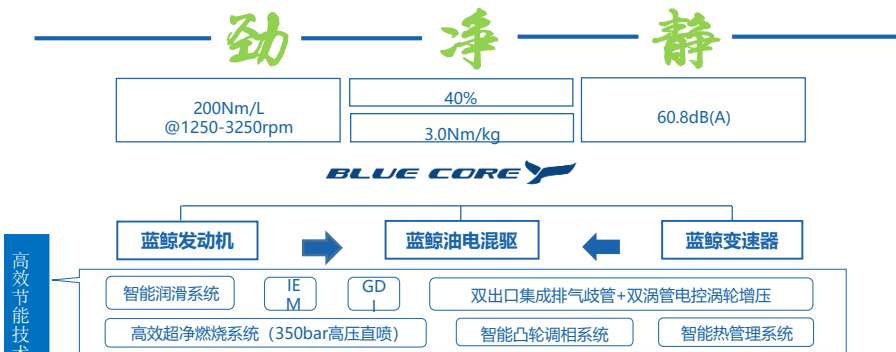 劲 净 静
200Nm/L
@1250-3250rpm
40%
3.0Nm/kg
60.8dB(A)
BLUE CORE
蓝鲸发动机
蓝鲸油电混驱
蓝鲸变速器
高效节能技术
智能润滑系统
IE
M
GD
I
双出口集成排气歧管+双涡管电控涡轮增压
高效超净燃烧系统（350bar高压直喷）
智能凸轮调相系统
智能热管理系统